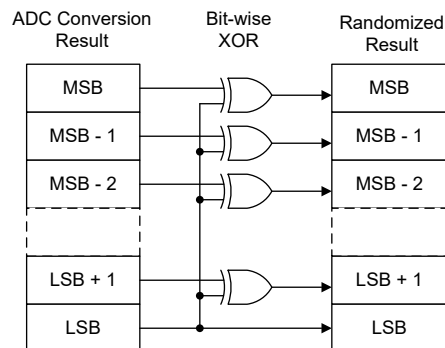 ADC Conversion
Result
Bit-wise
XOR
Randomized
Result
MSB
MSB
MSB - 1
MSB - 1
MSB - 2
MSB - 2
LSB + 1
LSB + 1
LSB
LSB